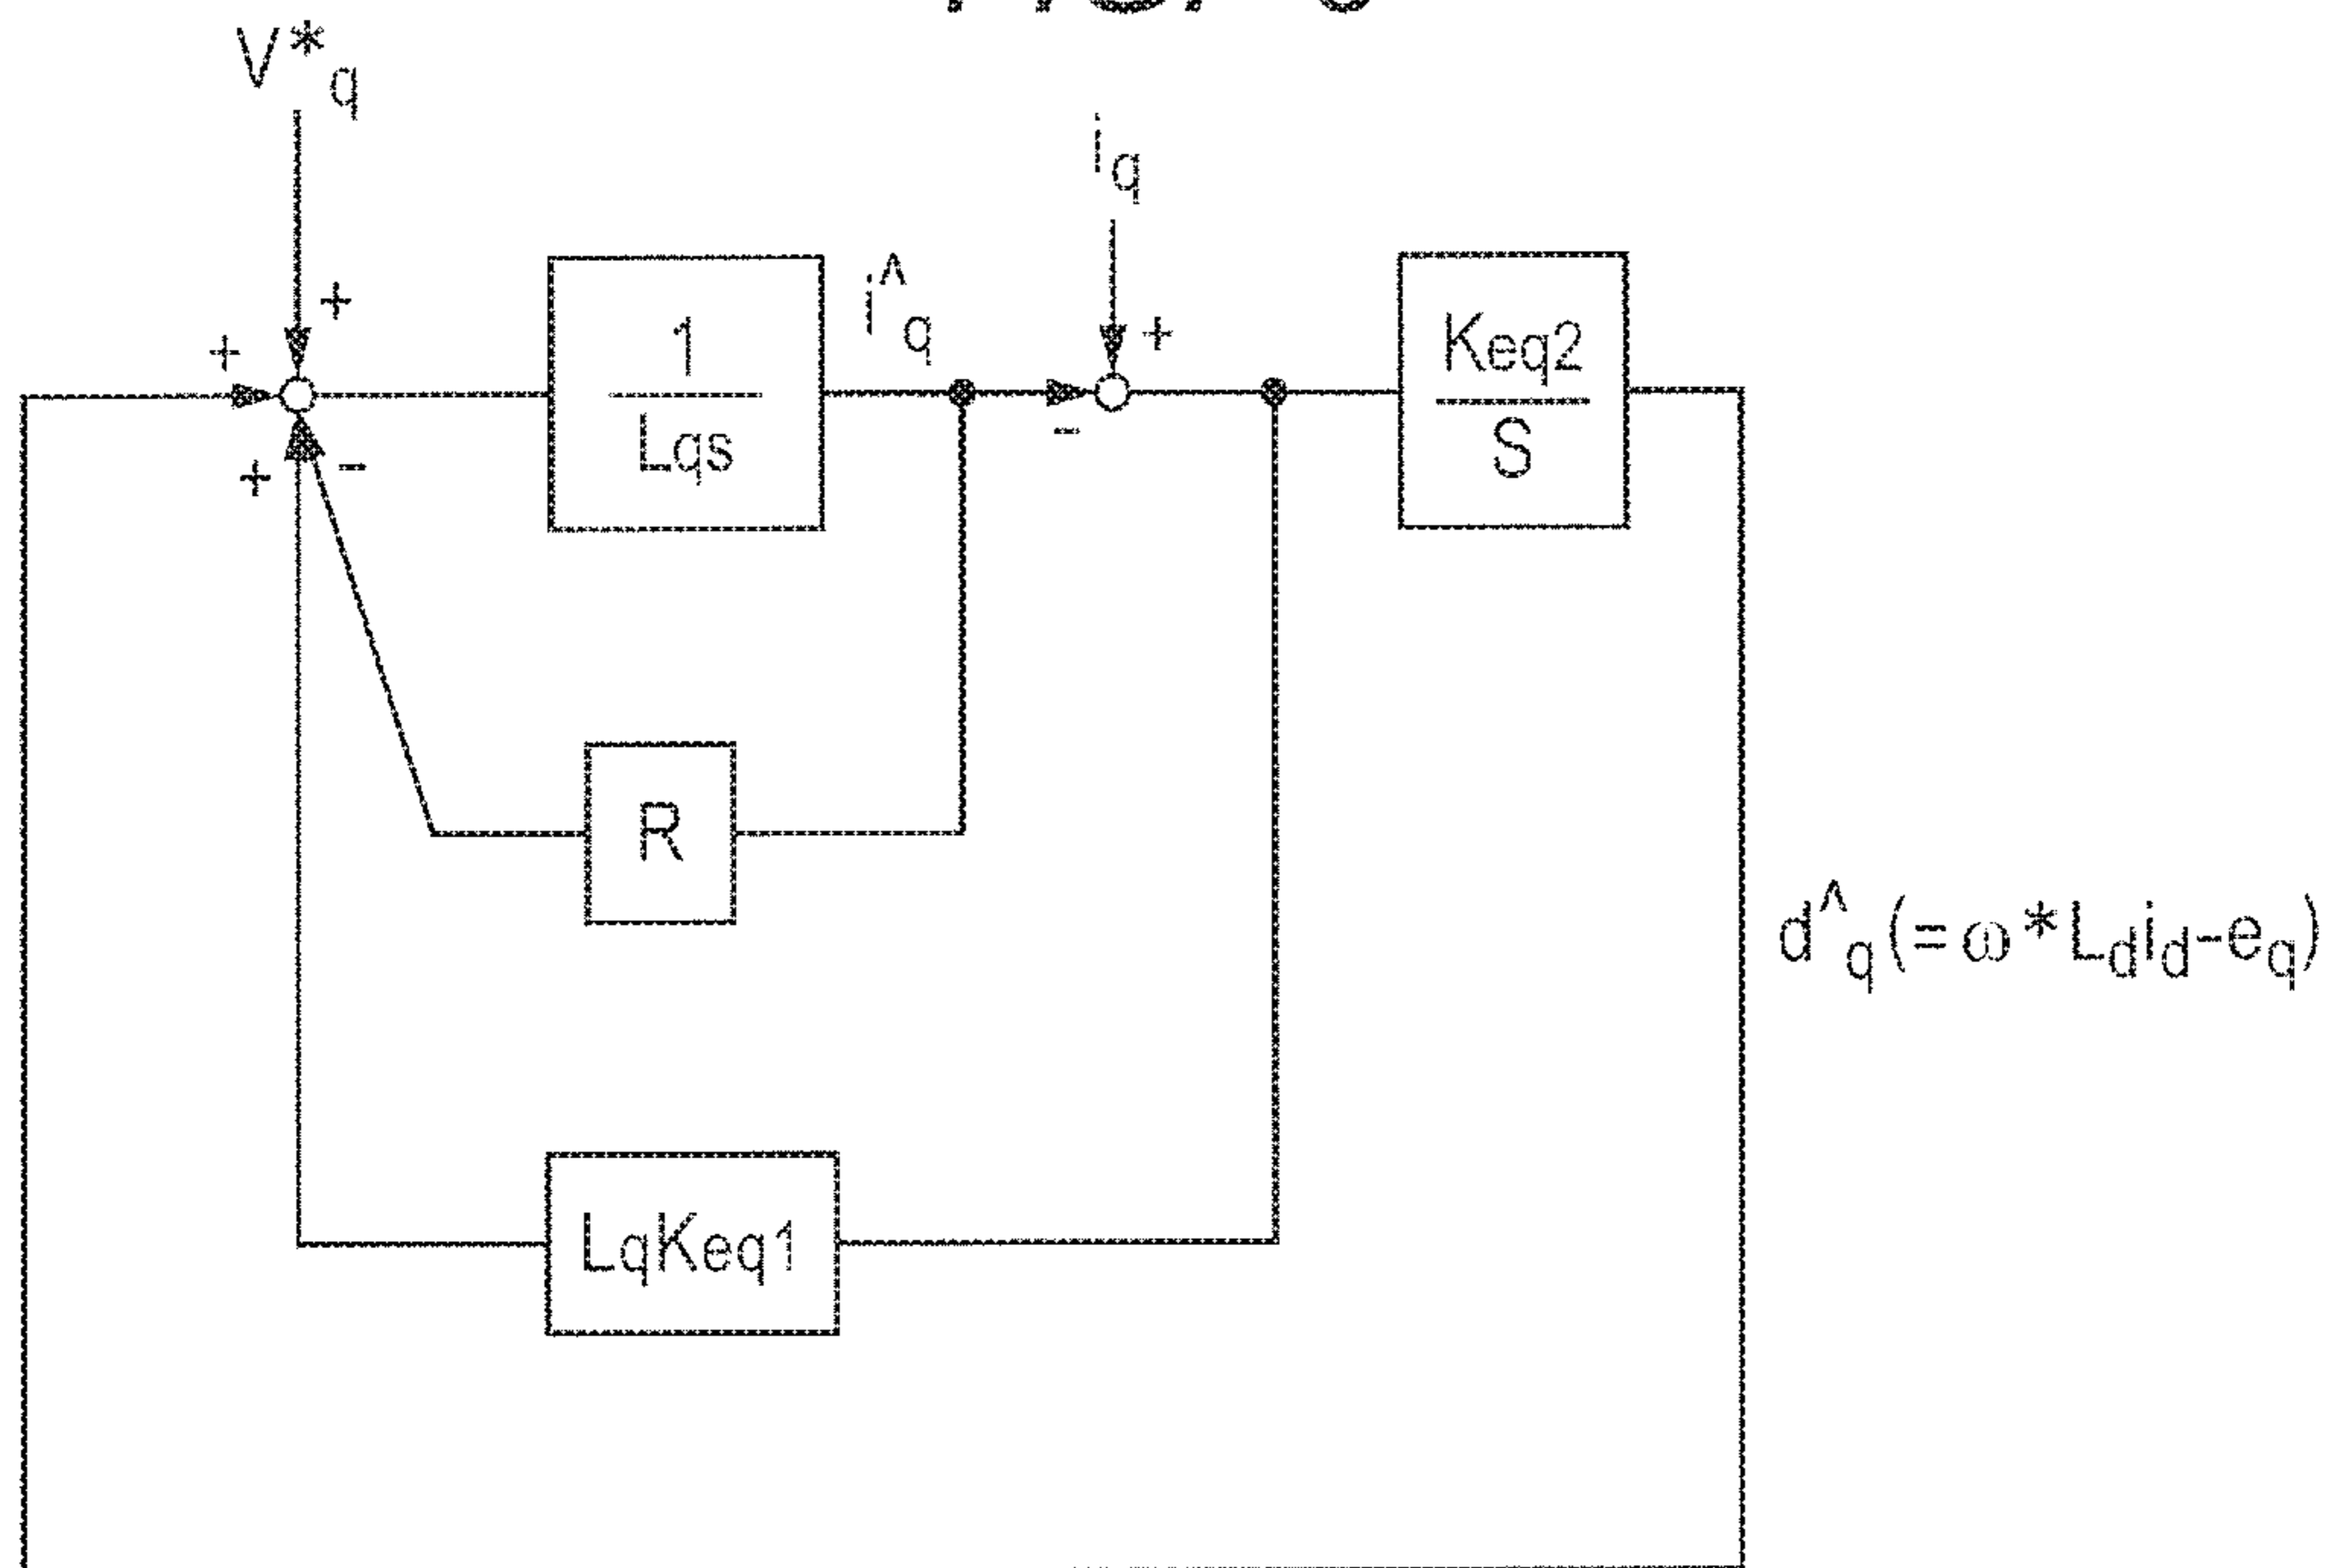 V*q
iq
+
+
i^q
+
-
+
-
1
Lqs
Keq2
S
R
d^q(=ω*Ldid-eq)
LqKeq1